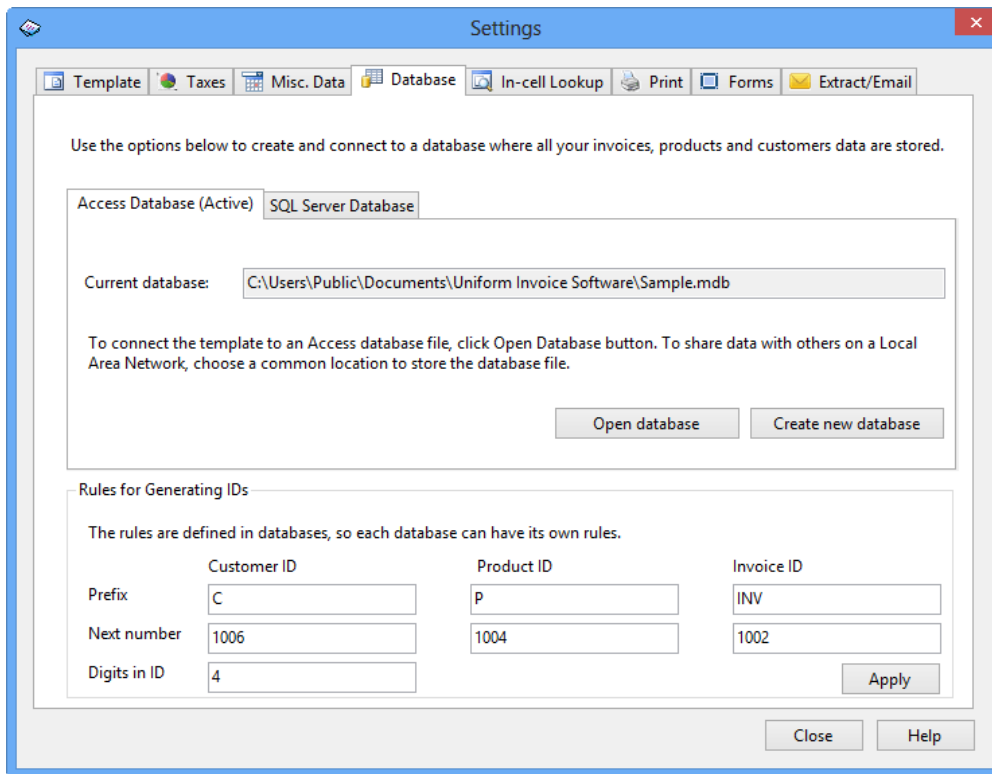 Settings
Template Taxes Misc. Data Database In-cell Lookup Print Forms Extract/Email
Use the options below to create and connect to a database where all your invoices, products and customers data are stored.
Access Database (Active) SQL Server Database
Current database: C:\Users\Public\Documents\Uniform Invoice Software\Sample.mdb
To connect the template to an Access database file, click Open Database button. To share data with others on a Local
Area Network, choose a common location to store the database file.
Open database Create new database
Rules for Generating IDs
The rules are defined in databases, so each database can have its own rules.
Customer ID Product ID Invoice ID
Prefix C P INV
Next number 1006 1004 1002
Digits in ID 4 Apply
Close Help